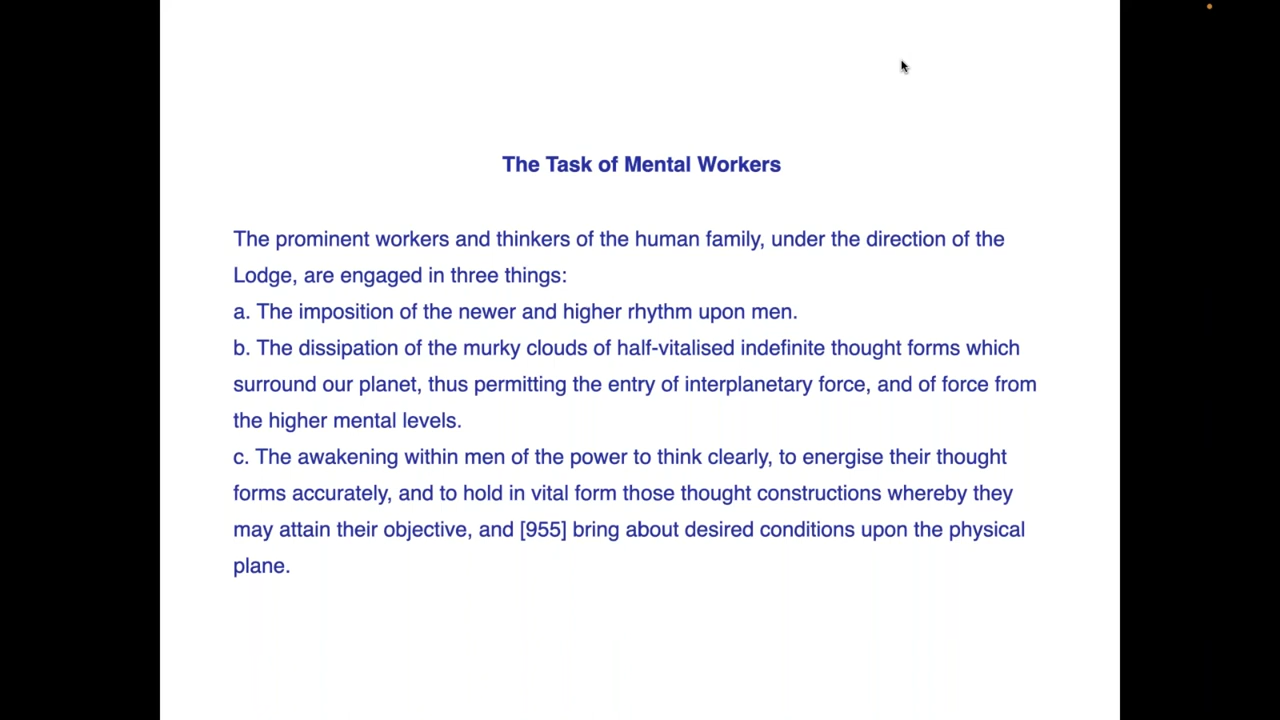 The Task of Mental Workers
The prominent workers and thinkers of the human family, under the direction of the
Lodge, are engaged in three things:
a. The imposition of the newer and higher rhythm upon men.
b. The dissipation of the murky clouds of half-vitalised indefinite thought forms which
surround our planet, thus permitting the entry of interplanetary force, and of force from
the higher mental levels.
c. The awakening within men of the power to think clearly, to energise their thought
forms accurately, and to hold in vital form those thought constructions whereby they
may attain their objective, and [955] bring about desired conditions upon the physical
plane.